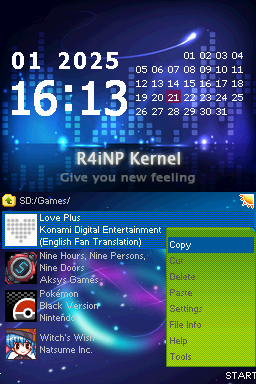 01 2025
16:13
01 02 03 04
05 06 07 08 09 10 11
12 13 14 15 16 17 18
19 20 21 22 23 24 25
26 27 28 29 30 31
R4iNP Kernel
Give you new feeling
SD:/Games/
Love Plus
Konami Digital Entertainment
(English Fan Translation)
Nine Hours, Nine Persons,
Nine Doors
Aksys Games
Pokémon
Black Version
Nintendo
Witch's Wish
Natsume Inc.
Copy
Cut
Delete
Paste
Settings
File Info
Help
Tools
START